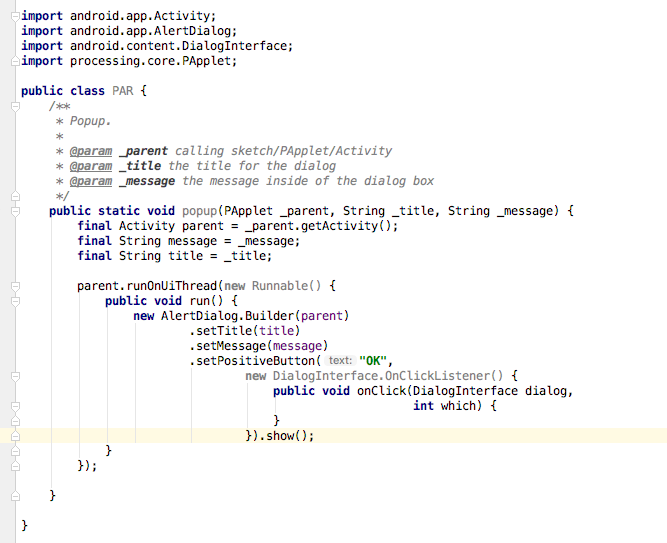 import android.app.Activity;
import android.app.AlertDialog;
import android.content.DialogInterface;
import processing.core.PApplet;

public class PAR {
    /**
     * Popup.
     *
     * @param _parent calling sketch/PApplet/Activity
     * @param _title the title for the dialog
     * @param _message the message inside of the dialog box
     */
    public static void popup(PApplet _parent, String _title, String _message) {
        final Activity parent = _parent.getActivity();
        final String message = _message;
        final String title = _title;

        parent.runOnUiThread(new Runnable() {
            public void run() {
                new AlertDialog.Builder(parent)
                        .setTitle(title)
                        .setMessage(message)
                        .setPositiveButton( text: "OK",
                                new DialogInterface.OnClickListener() {
                                    public void onClick(DialogInterface dialog,
                                                        int which) {
                                    }
                                }).show();
            }
        });

    }

}